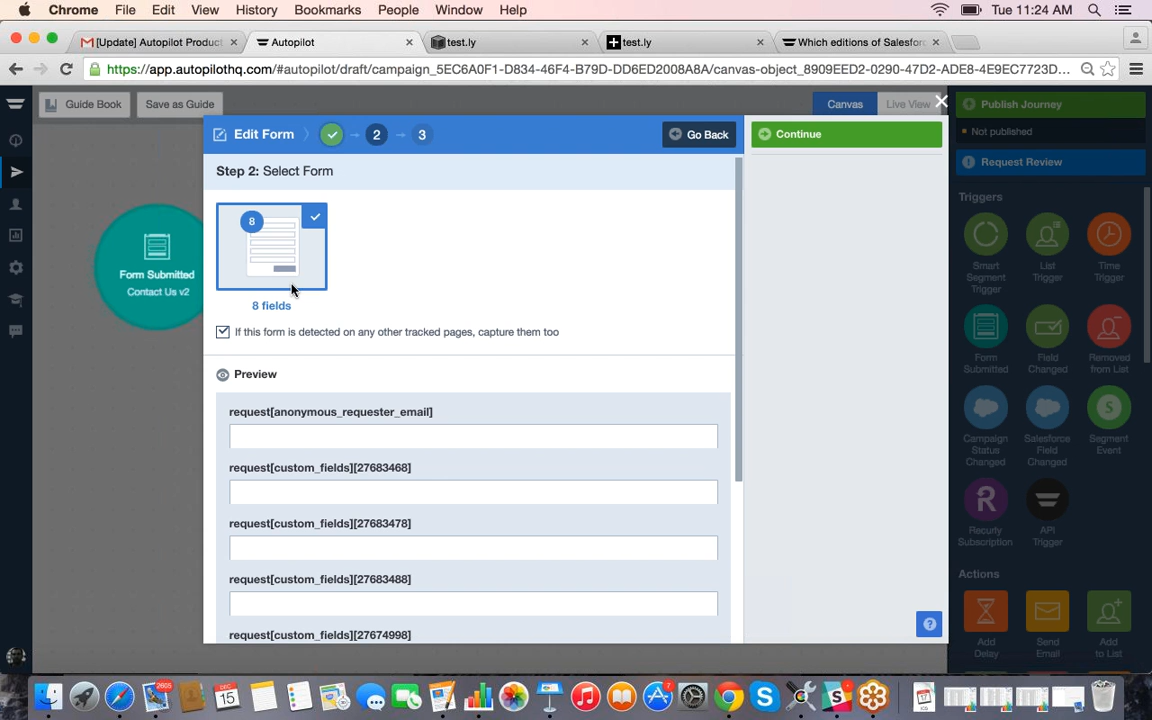 Chrome File Edit View History Bookmarks People Window Help Tue 11:24 AM
[Update] Autopilot Product Autopilot test.ly test.ly Which editions of Salesforc
https://app.autopilothq.com/#autopilot/draft/campaign_5EC6A0F1-D834-46F4-B79D-DD6ED2008A8A/canvas-object_8909EED2-0290-47D2-ADE8-4E9EC7723D...
Guide Book Save as Guide Canvas Live View Publish Journey
Edit Form 2 3 Go Back Continue Not published
Request Review
Step 2: Select Form
Triggers
8
Form Submitted
Contact Us v2
Smart Segment Trigger
List Trigger
Time Trigger
8 fields
If this form is detected on any other tracked pages, capture them too
Form Submitted
Field Changed
Removed from List
Preview
request[anonymous_requester_email]
Campaign Status Changed
Salesforce Field Changed
Segment Event
request[custom_fields][27683468]
request[custom_fields][27683478]
Recurly Subscription
API Trigger
request[custom_fields][27683488]
Actions
request[custom_fields][27674998]
Add Delay
Send Email
Add to List
?
2605
DEC
15
7